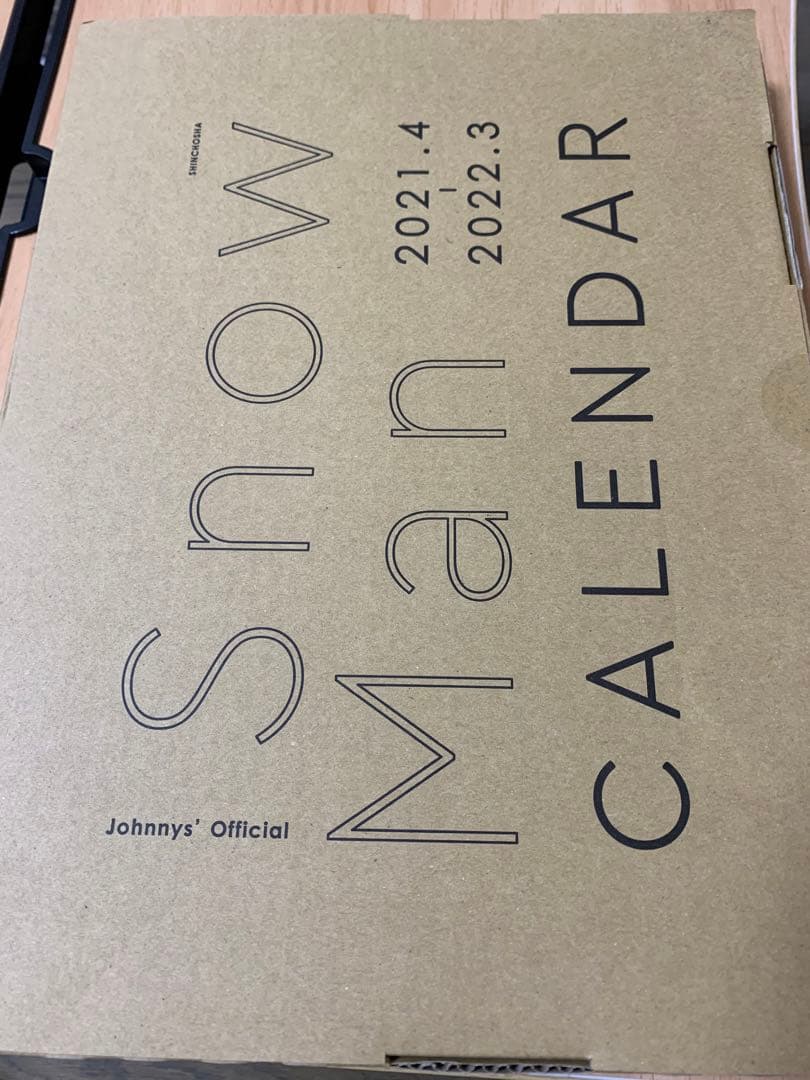 Johnnys' Official
Snow
SHINCHOSHA
Man
2021.4
-
2022.3
CALENDAR